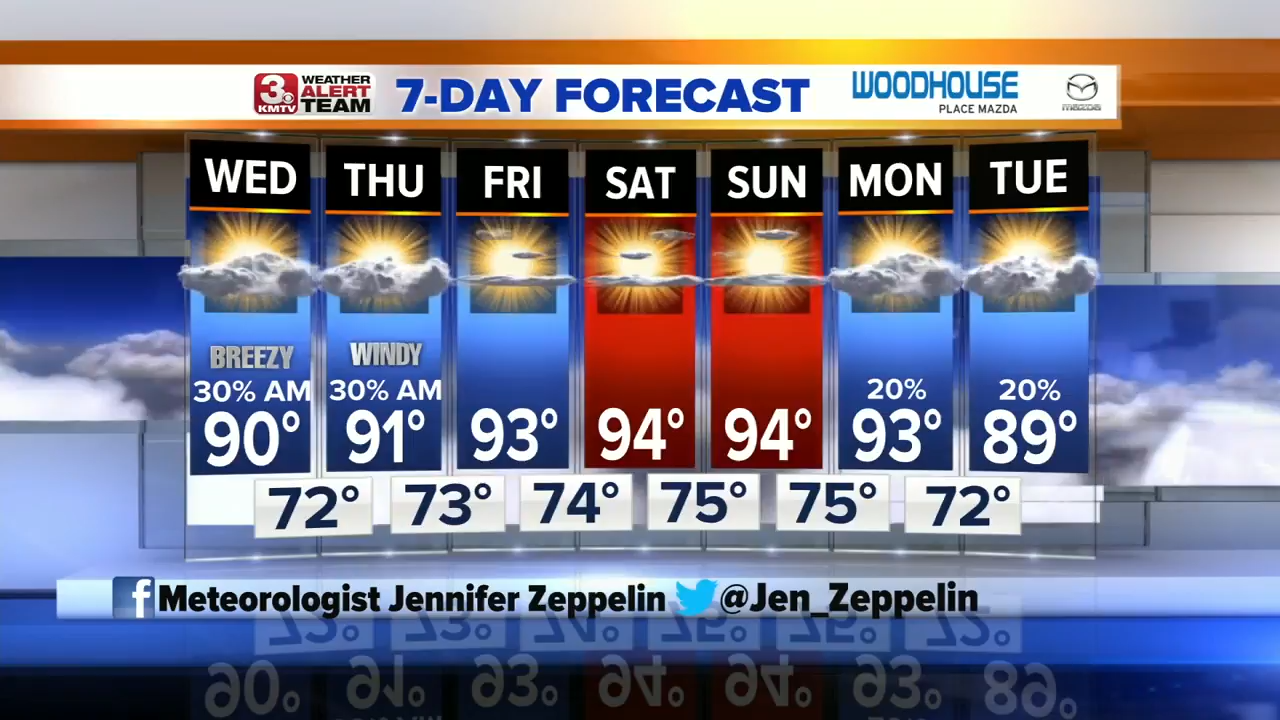 3 KMTV WEATHER ALERT TEAM 7-DAY FORECAST WOODHOUSE PLACE MAZDA mazda
WED THU FRI SAT SUN MON TUE
BREEZY WINDY
30% AM 30% AM 20% 20%
90° 91° 93° 94° 94° 93° 89°
72° 73° 74° 75° 75° 72°
f Meteorologist Jennifer Zeppelin @Jen_Zeppelin